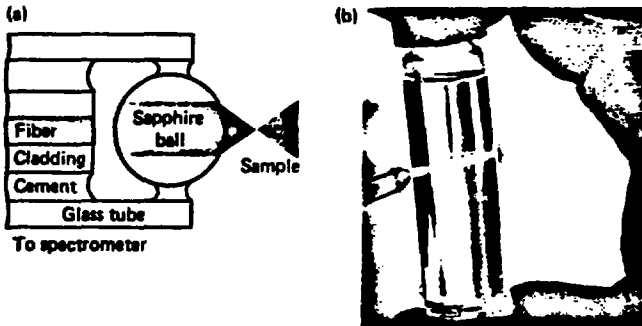 (a)
(b)
Fiber
Cladding
Cement
Glass tube
Sapphire
ball
Sample
To spectrometer